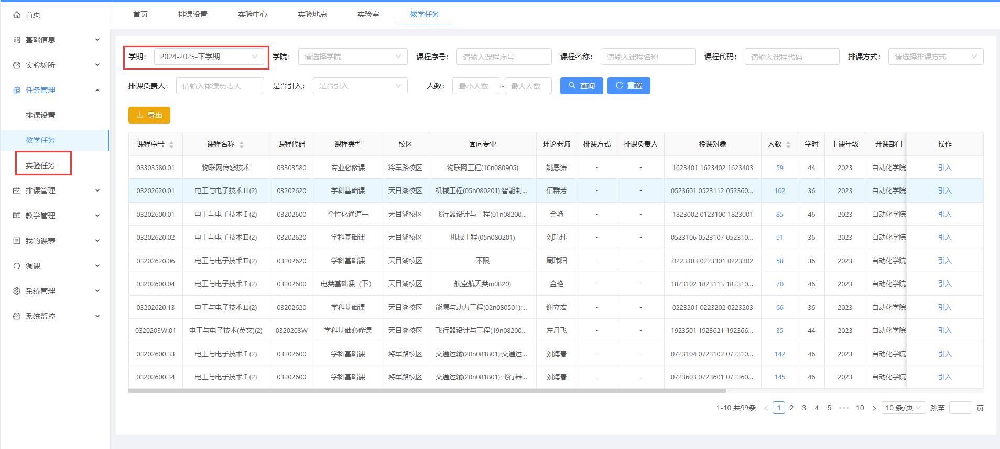 首页
基础信息
实验场所
任务管理
排课设置
教学任务
实验任务
排课管理
教学管理
我的课表
调课
系统管理
系统监控
首页 排课设置 实验中心 实验地点 实验室 教学任务
学期： 2024-2025-下学期 学院： 请选择学院 课程序号： 请输入课程序号 课程名称： 请输入课程名称 课程代码： 请输入课程代码 排课方式： 请选择排课方式
排课负责人： 请输入排课负责人 是否引入： 是否引入 人数： 最小人数 ~ 最大人数 查询 重置
导出
课程序号 课程名称 课程代码 课程类型 校区 面向专业 理论老师 排课方式 排课负责人 授课对象 人数 学时 上课年级 开课部门 操作
03303580.01 物联网传感技术 03303580 专业必修课 将军路校区 物联网工程(16n080905) 姚恩涛 - - 1623401 1623402 1623403 59 44 2023 自动化学院 引入
03202620.01 电工与电子技术Ⅱ(2) 03202620 学科基础课 天目湖校区 机械工程(05n080201);智能制... 伍群芳 - - 0523601 0523112 052360... 102 36 2023 自动化学院 引入
03202600.01 电工与电子技术Ⅰ(2) 03202600 个性化通道一 天目湖校区 飞行器设计与工程(01n08200... 金艳 - - 1823002 0123100 1823001 85 46 2023 自动化学院 引入
03202620.02 电工与电子技术Ⅱ(2) 03202620 学科基础课 天目湖校区 机械工程(05n080201) 刘巧珏 - - 0523106 0523107 052310... 91 36 2023 自动化学院 引入
03202620.06 电工与电子技术Ⅱ(2) 03202620 学科基础课 天目湖校区 不限 周玮阳 - - 0223303 0223301 0223302 58 36 2023 自动化学院 引入
03202600.04 电工与电子技术Ⅰ(2) 03202600 电类基础课（下） 天目湖校区 航空航天类(n0820) 金艳 - - 1823102 1823113 182310... 70 46 2023 自动化学院 引入
03202620.13 电工与电子技术Ⅱ(2) 03202620 学科基础课 天目湖校区 能源与动力工程(02n080501);... 谢立宏 - - 0223201 0223202 0223203 66 36 2023 自动化学院 引入
0320203W.01 电工与电子技术(英文)(2) 0320203W 学科基础必修课 天目湖校区 飞行器设计与工程(19n08200... 左月飞 - - 1923501 1923621 192366... 35 44 2023 自动化学院 引入
03202600.33 电工与电子技术Ⅰ(2) 03202600 学科基础课 将军路校区 交通运输(20n081801);交通运... 刘海春 - - 0723104 0723102 072310... 142 46 2023 自动化学院 引入
03202600.34 电工与电子技术Ⅰ(2) 03202600 学科基础课 将军路校区 交通运输(20n081801);飞行器... 刘海春 - - 0723603 0723601 072360... 145 46 2023 自动化学院 引入
1-10 共99条 < 1 2 3 4 5 ••• 10 > 10 条/页 跳至 页